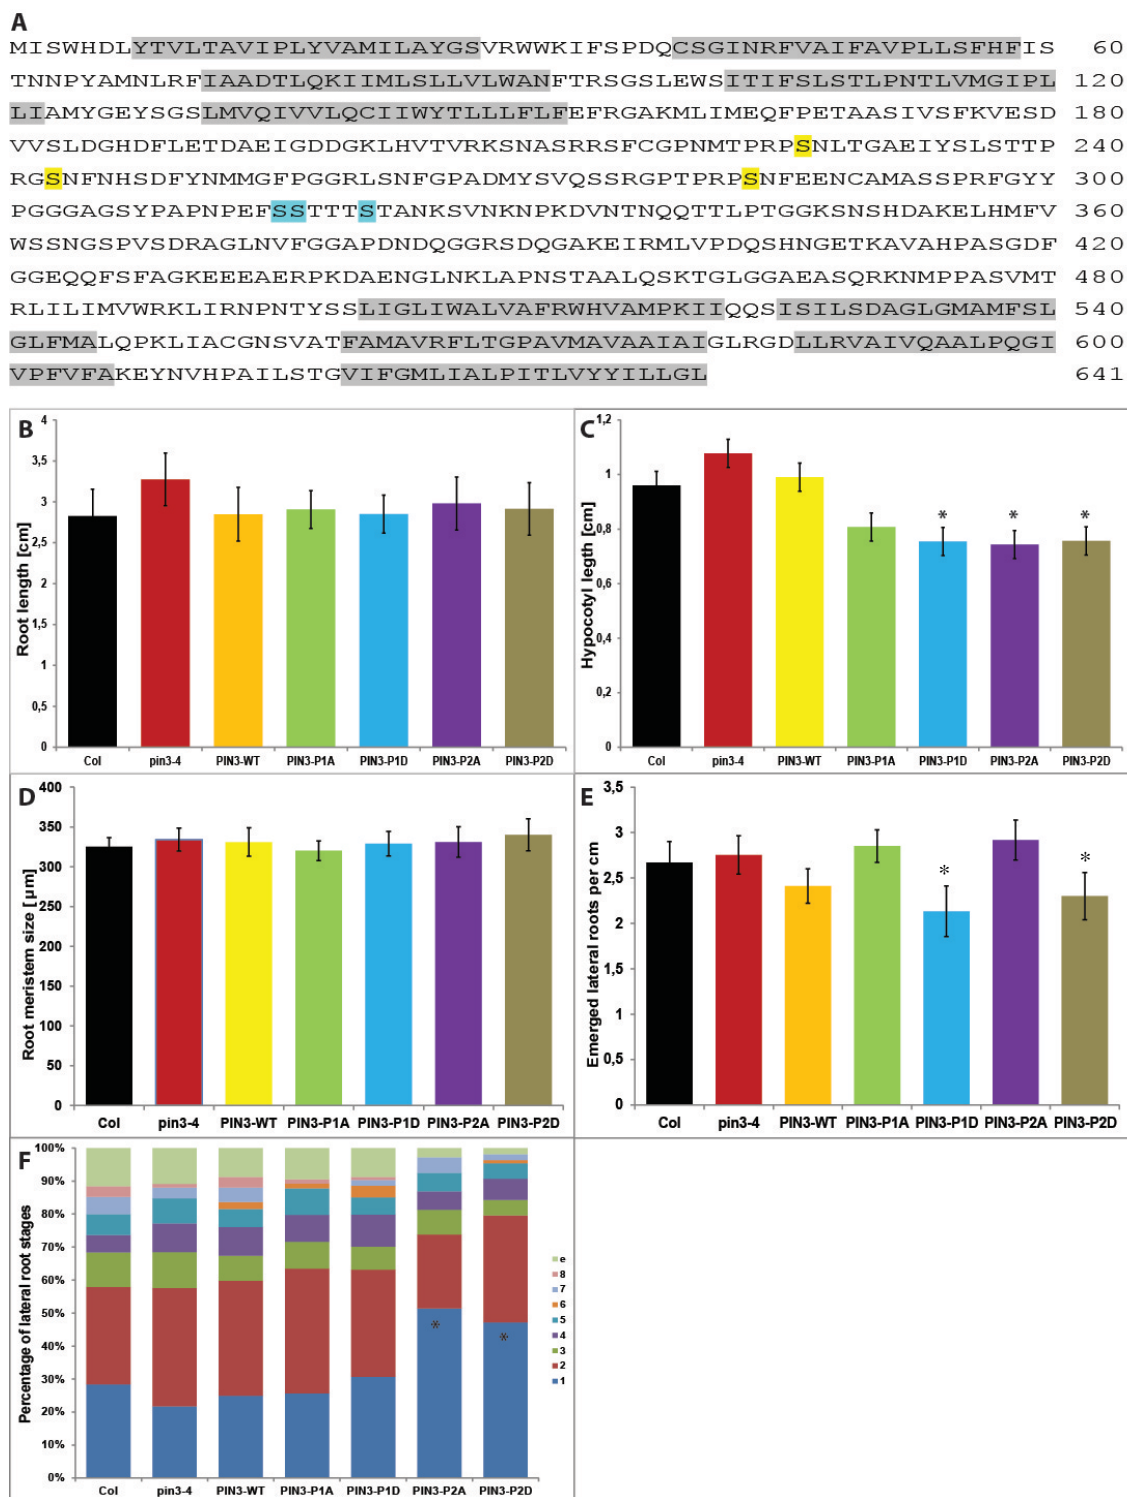 A
MISWHDLYTVLTAVIPLYVAMILAYGSVRWWKIFSPDQCSGINRFVAIFAVPLLSFHFIS 60
TNNPYAMNLRFIAADTLQKIIMLSLLVLWANFTRSGSLEWSITIFSLSTLPNTLVMGIPL 120
LIAMYGEYSGSLMVQIVVLQCIIWYTLLLFLFEFRGAKMLIMEQFPETAASIVSFKVESD 180
VVSLDGHDFLETDAEIGDDGKLHVTVRKSNASRRSFCGPNMTPRPSNLTGAEIYSLSTTP 240
RGSNFNHSDFYNMMGFPGGRLSNFGPADMYSVQSSRGPTPRPSNFEENCAMASSPRFGYY 300
PGGGAGSYPAPNPEFSSTTTSTANKSVNKNPKDVNTNQQTTLPTGGKSNSHDAKELHMFV 360
WSSNGSPVSDRAGLNVFGGAPDNDQGGRSDQGAKEIRMLVPDQSHNGETKAVAHPASGDF 420
GGEQQFSFAGKEEEAERPKDAENGLNKLAPNSTAALQSKTGLGGAEASQRKNMPPASVMT 480
RLILIMVWRKLIRNPNTYSSLIGLIWALVAFRWHVAMPKIIQQSISILSDAGLGMAMFSL 540
GLFMALQPKLIACGNSVATFAMAVRFLTGPAVMAVAAIAIGLRGDLLRVAIVQAALPQGI 600
VPFVFAKEYNVHPAILSTGVIFGMLIALPITLVYYILLGL 641
B
Root length [cm]
4
3,5
3
2,5
2
1,5
1
0,5
0
Col pin3-4 PIN3-WT PIN3-P1A PIN3-P1D PIN3-P2A PIN3-P2D
C
Hypocotyl legth [cm]
1,2
1
0,8
0,6
0,4
0,2
0
* * *
Col pin3-4 PIN3-WT PIN3-P1A PIN3-P1D PIN3-P2A PIN3-P2D
D
Root meristem size [µm]
400
350
300
250
200
150
100
50
0
Col pin3-4 PIN3-WT PIN3-P1A PIN3-P1D PIN3-P2A PIN3-P2D
E
Emerged lateral roots per cm
3,5
3
2,5
2
1,5
1
0,5
0
* *
Col pin3-4 PIN3-WT PIN3-P1A PIN3-P1D PIN3-P2A PIN3-P2D
F
Percentage of lateral root stages
100%
90%
80%
70%
60%
50%
40%
30%
20%
10%
0%
* *
Col pin3-4 PIN3-WT PIN3-P1A PIN3-P1D PIN3-P2A PIN3-P2D
e
8
7
6
5
4
3
2
1